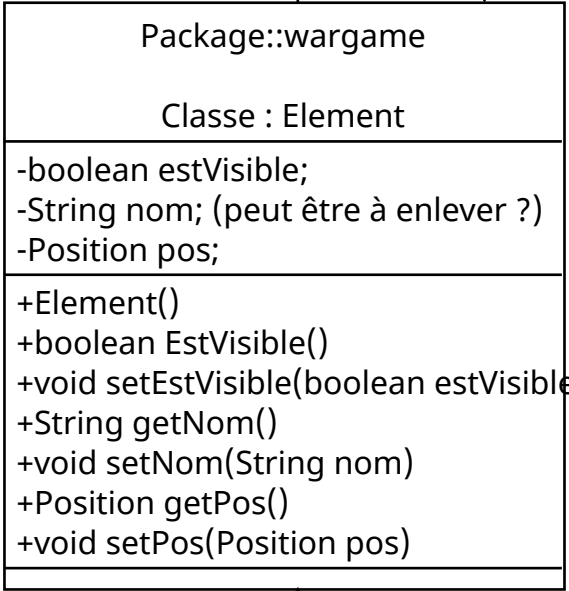 Package::wargame
Classe : Element
-boolean estVisible;
-String nom; (peut être à enlever ?)
-Position pos;
+Element()
+boolean EstVisible()
+void setEstVisible(boolean estVisible
+String getNom()
+void setNom(String nom)
+Position getPos()
+void setPos(Position pos)